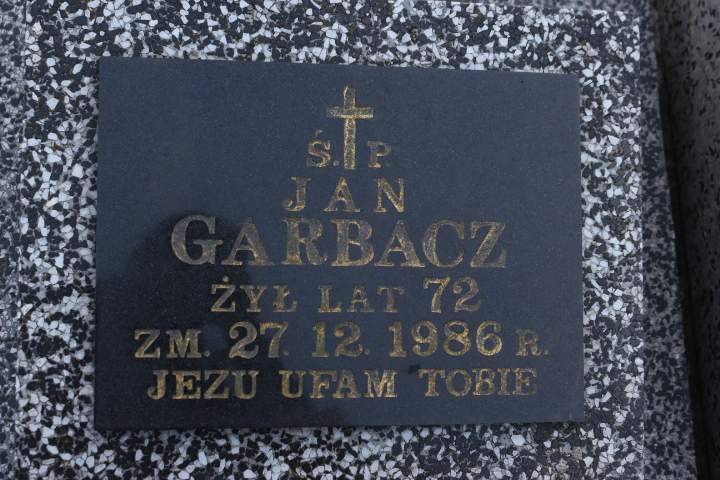 Ś. P.
JAN
GARBACZ
ŻYŁ LAT 72
ZM. 27. 12. 1986 R.
JEZU UFAM TOBIE